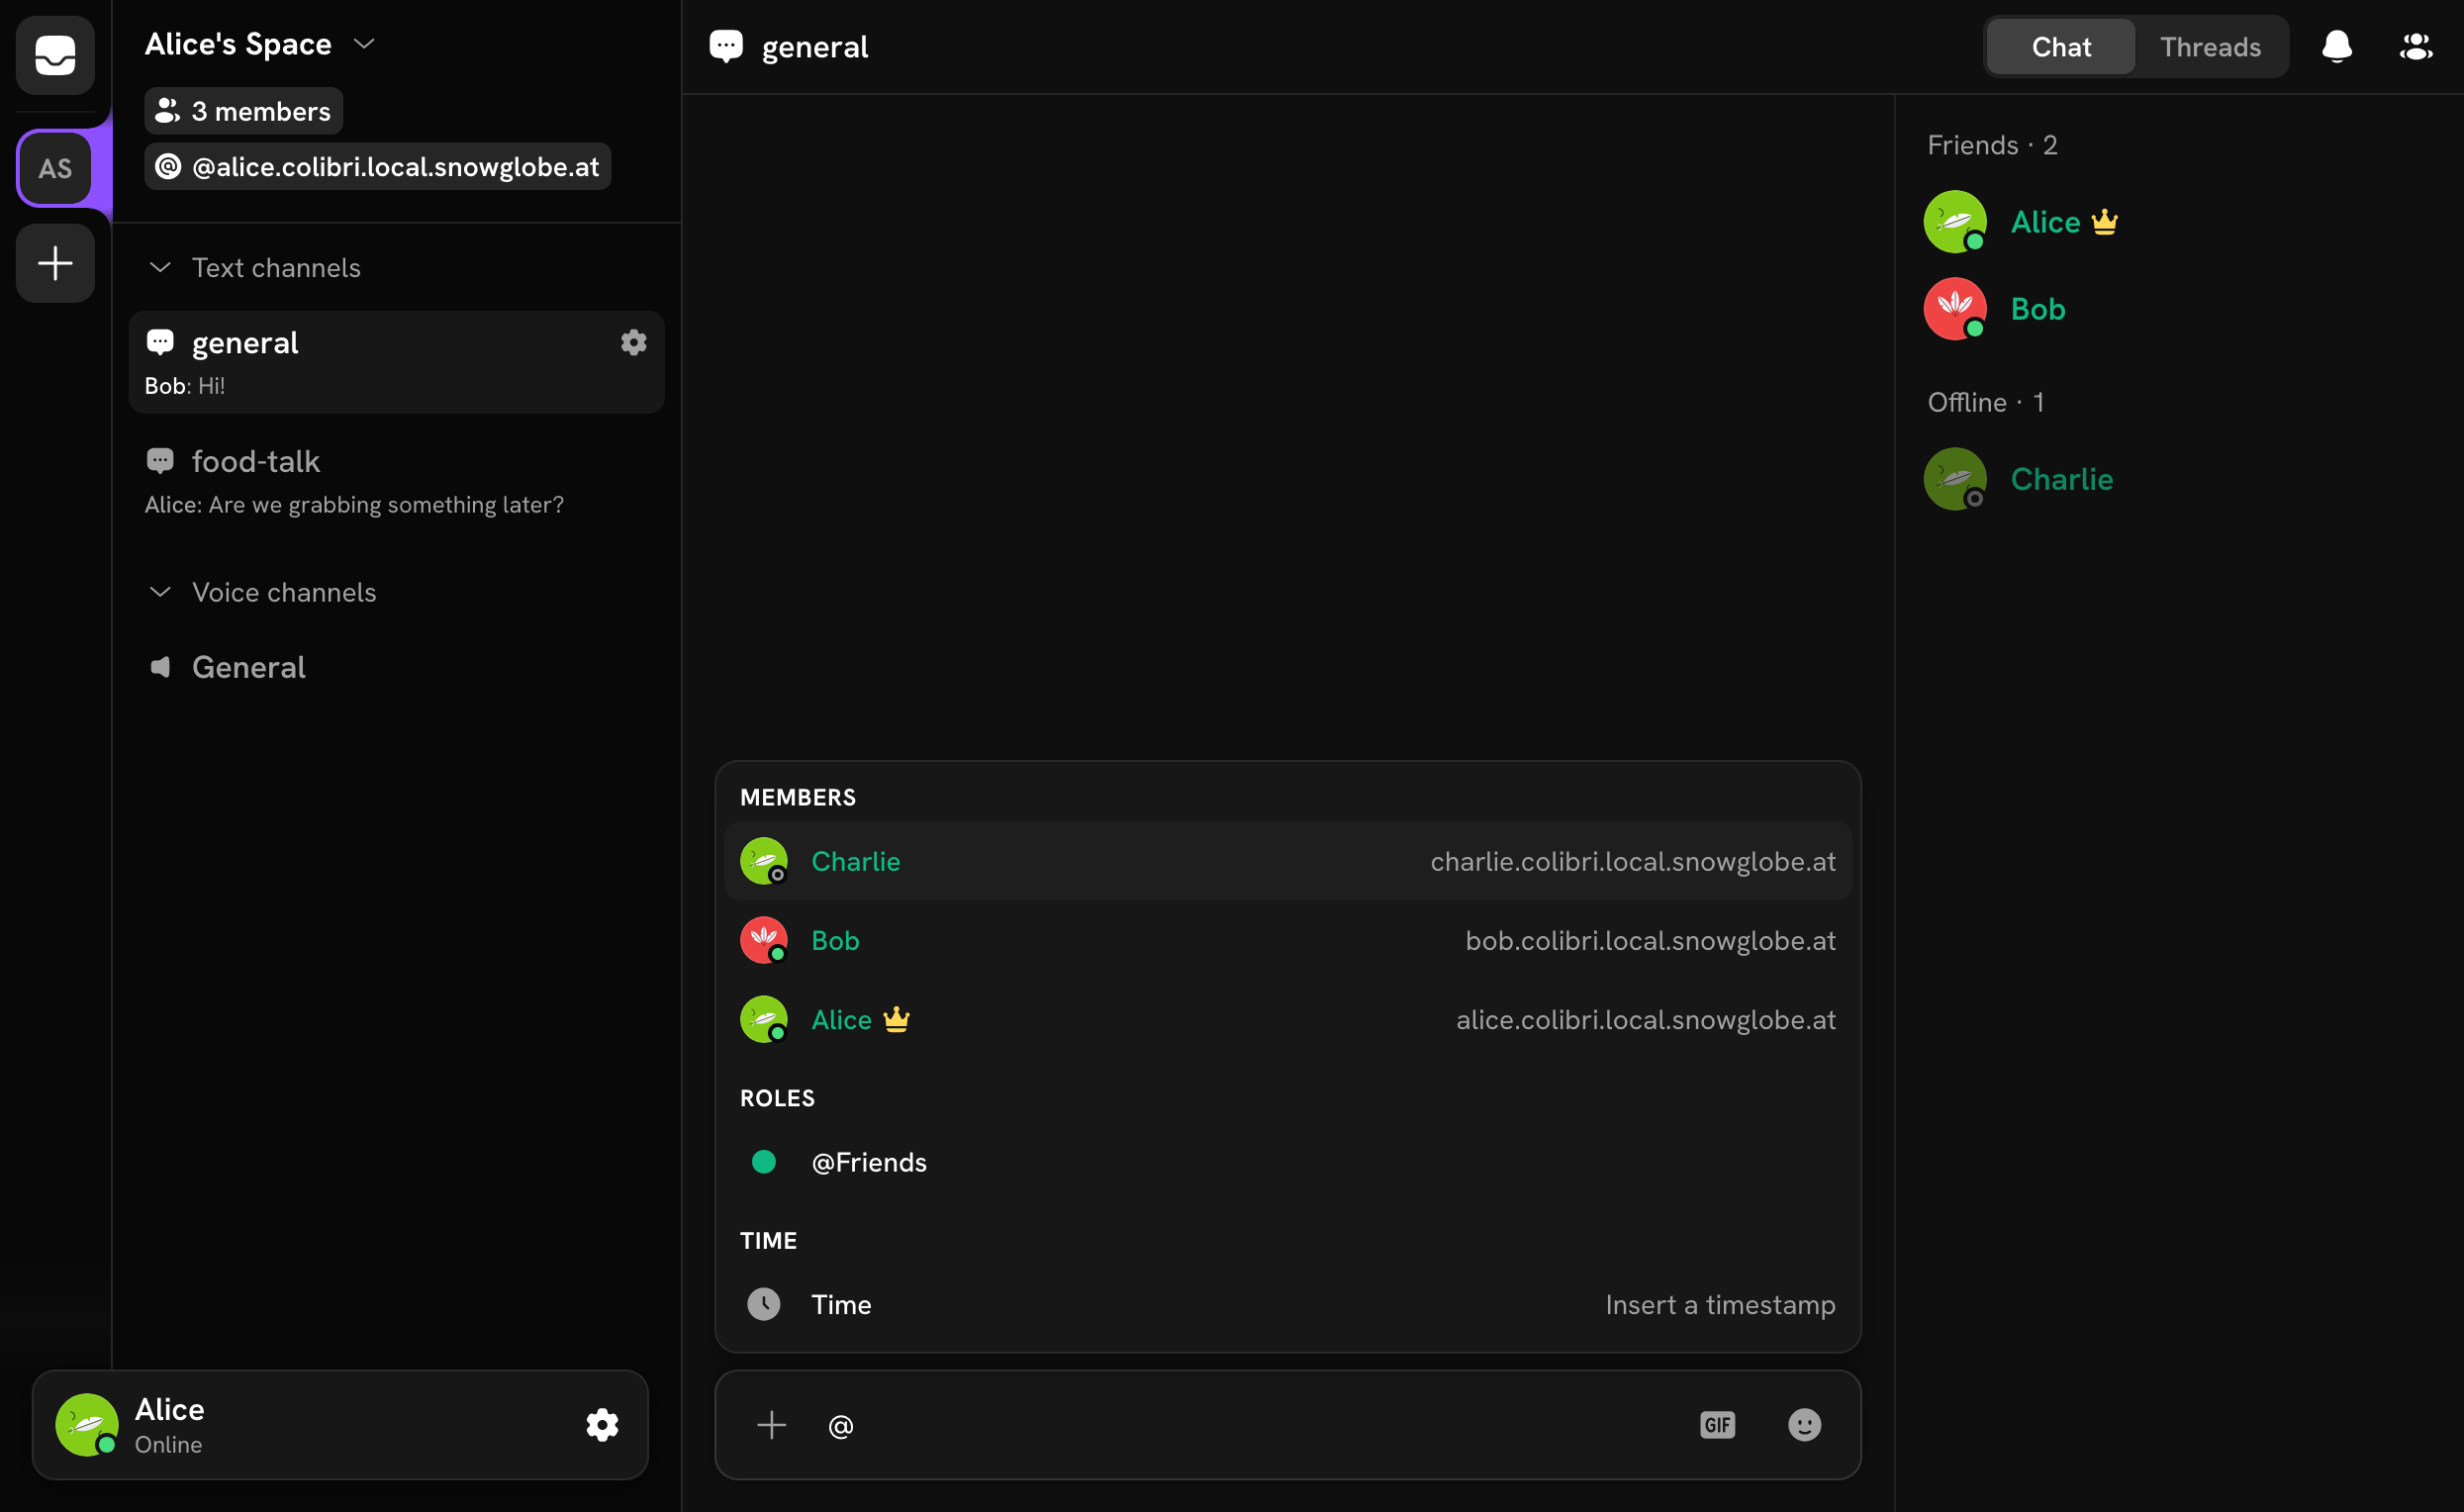 Alice's Space
3 members
@alice.colibri.local.snowglobe.at
AS
Text channels
general
Bob: Hi!
food-talk
Alice: Are we grabbing something later?
Voice channels
General
Alice
Online
general
Chat
Threads
MEMBERS
Charlie charlie.colibri.local.snowglobe.at
Bob bob.colibri.local.snowglobe.at
Alice alice.colibri.local.snowglobe.at
ROLES
@Friends
TIME
Time Insert a timestamp
@
GIF
Friends · 2
Alice
Bob
Offline · 1
Charlie